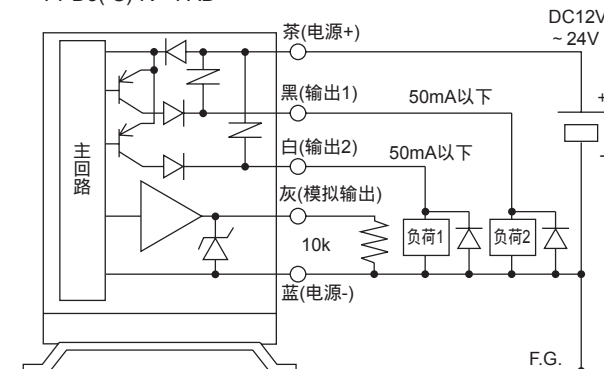 茶(电源+)
DC12V
~ 24V
黑(输出1)
50mA以下
+
白(输出2)
50mA以下
-
主回路
灰(模拟输出)
10k
负荷1
负荷2
蓝(电源-)
F.G.